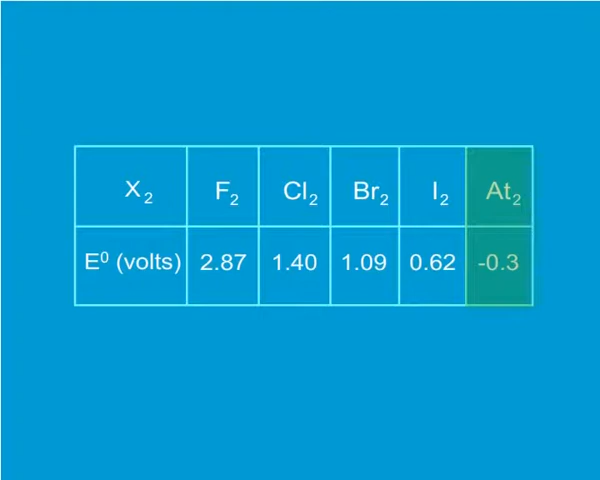 X₂ F₂ Cl₂ Br₂ I₂ At₂
E⁰ (volts) 2.87 1.40 1.09 0.62 -0.3